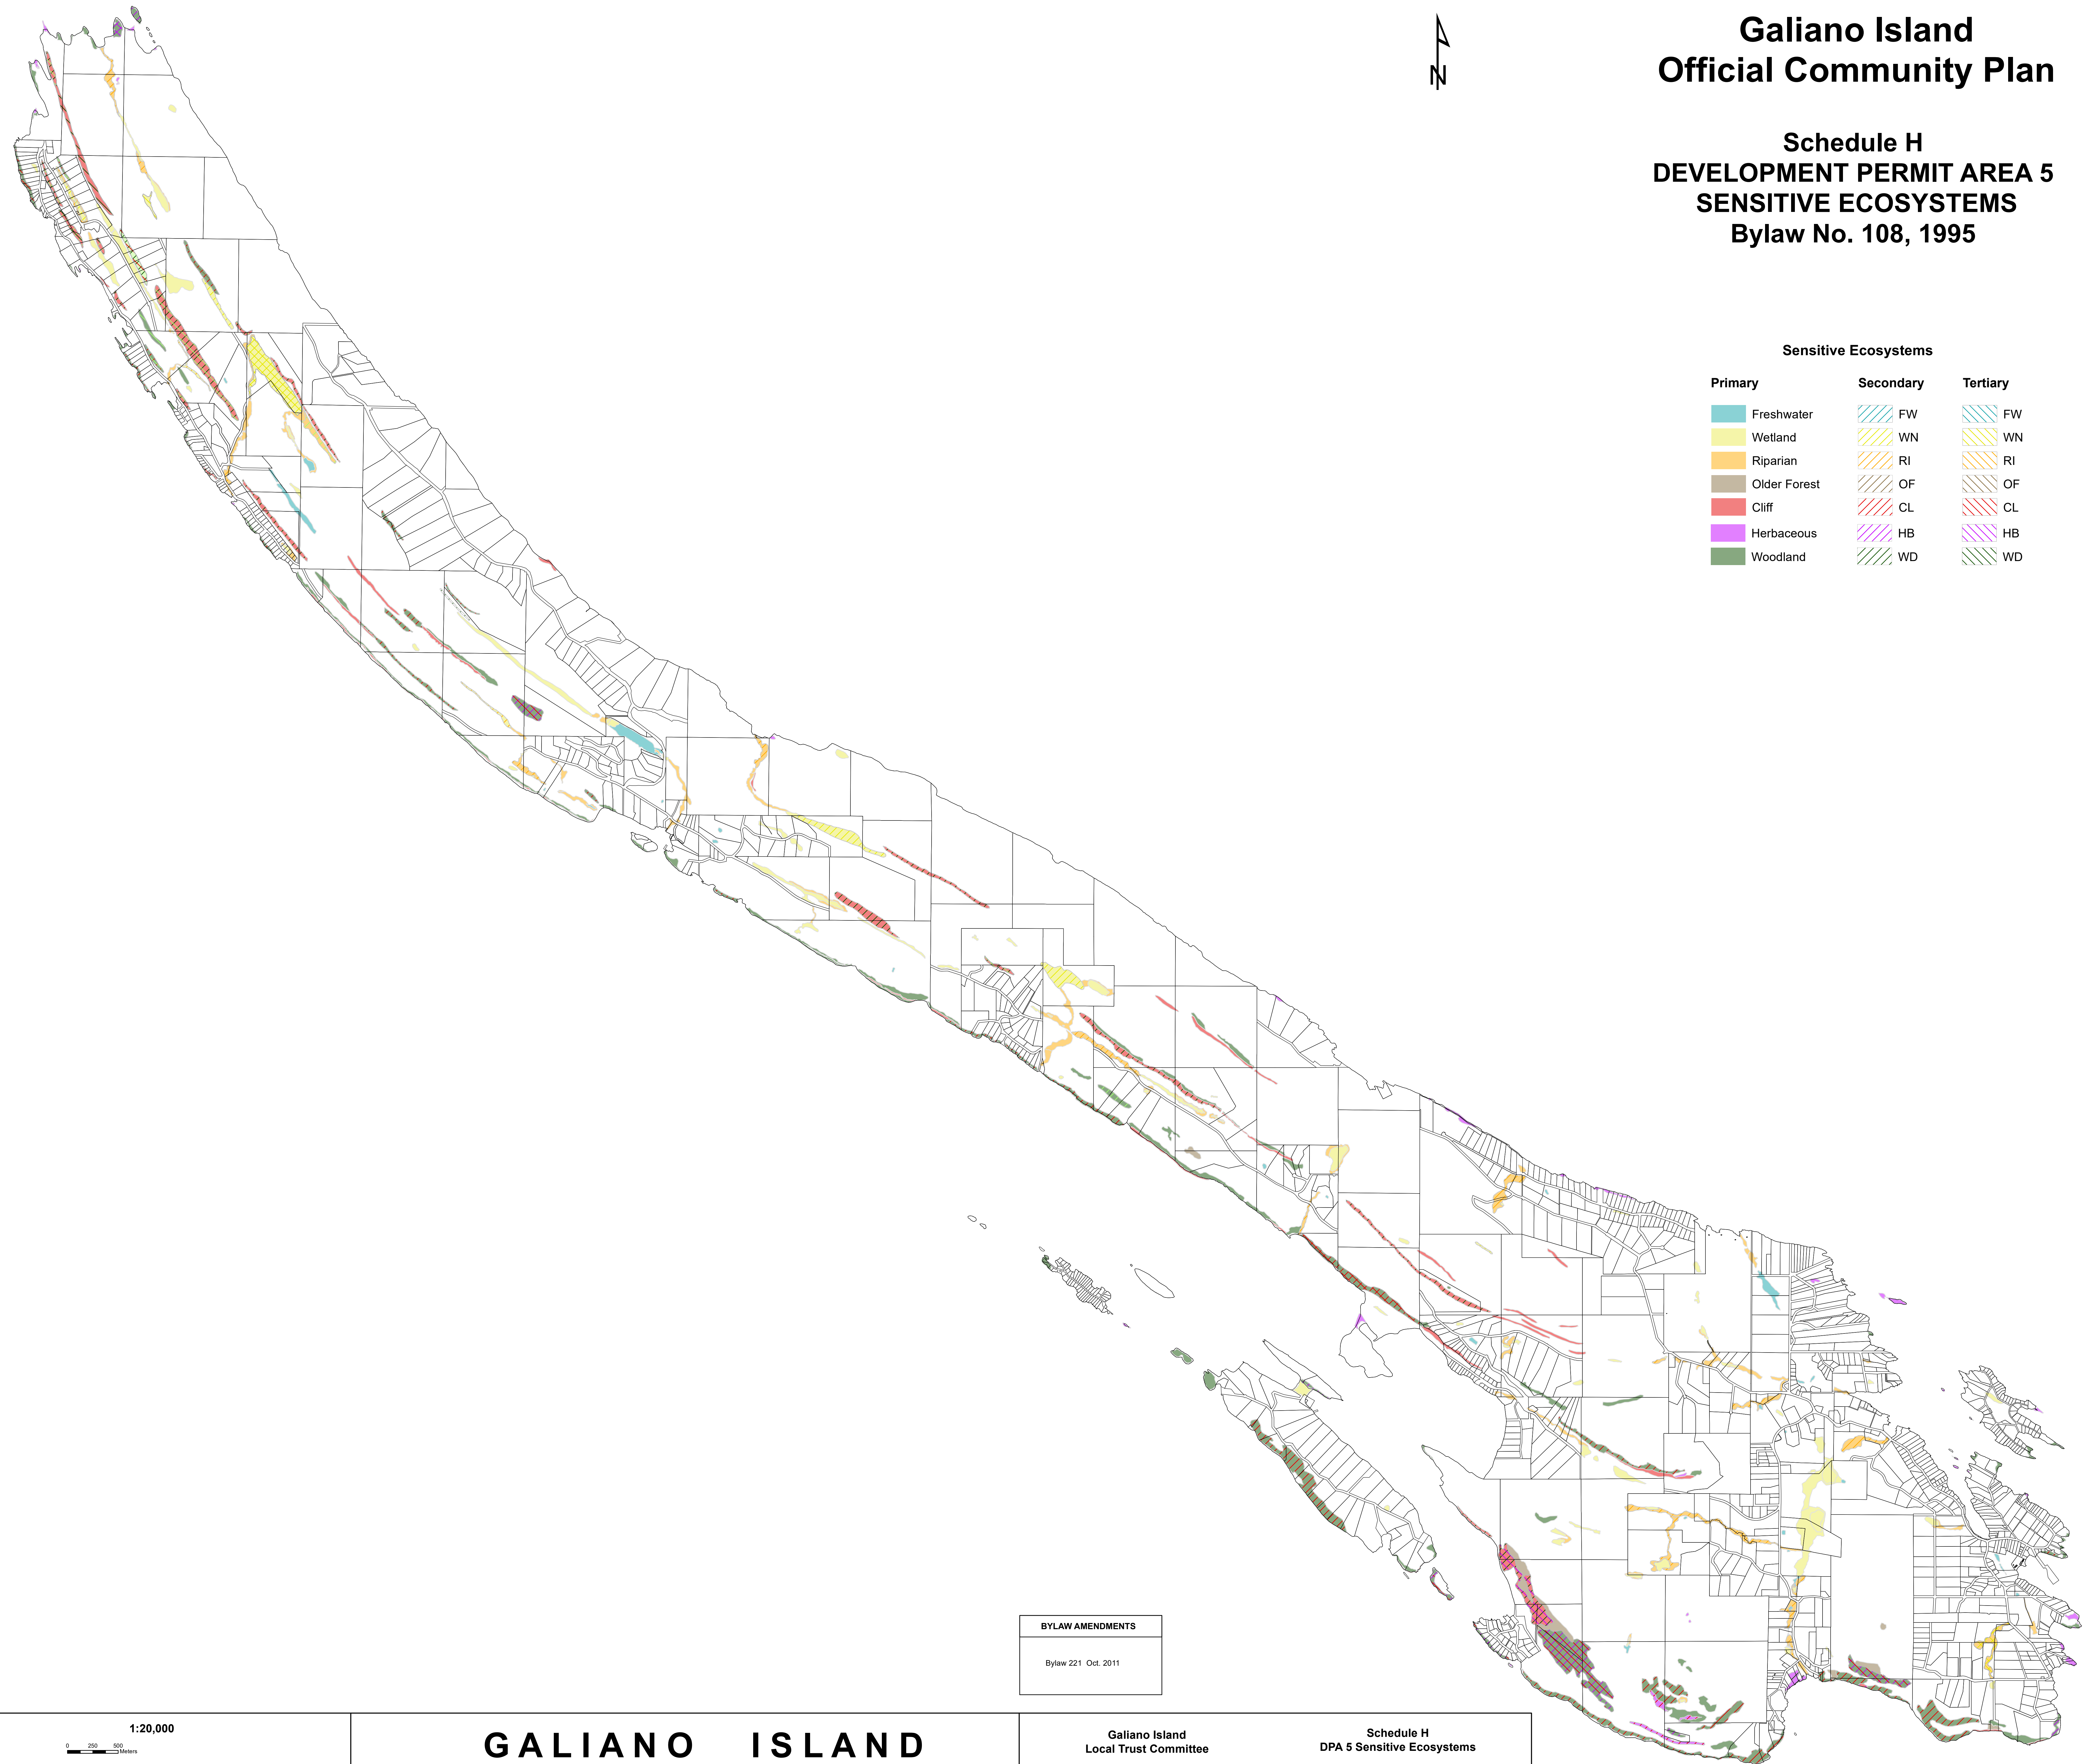 Galiano Island
Official Community Plan
Schedule H
DEVELOPMENT PERMIT AREA 5
SENSITIVE ECOSYSTEMS
Bylaw No. 108, 1995
N
Sensitive Ecosystems
Primary Secondary Tertiary
Freshwater FW FW
Wetland WN WN
Riparian RI RI
Older Forest OF OF
Cliff CL CL
Herbaceous HB HB
Woodland WD WD
BYLAW AMENDMENTS
Bylaw 221 Oct. 2011
1:20,000
0 250 500
Meters
GALIANO ISLAND
Galiano Island
Local Trust Committee
Schedule H
DPA 5 Sensitive Ecosystems